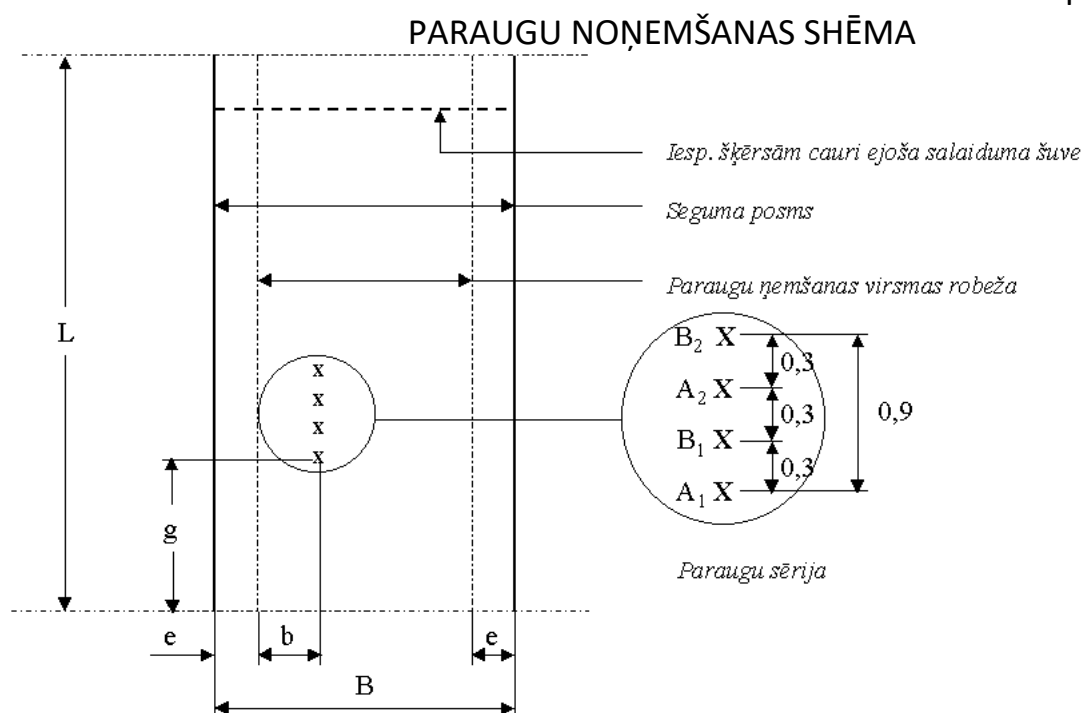 PARAUGU NOŅEMŠANAS SHĒMA
Iesp. šķērsām cauri ejoša salaiduma šuve
Seguma posms
Paraugu ņemšanas virsmas robeža
L
x
x
x
x
B₂ X
0,3
A₂ X
0,3
0,9
B₁ X
0,3
A₁ X
g
Paraugu sērija
e
b
e
B